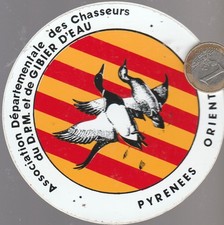 Association Départementale des Chasseurs
du D.P.M. et de GIBIER D'EAU
PYRENEES ORIENT